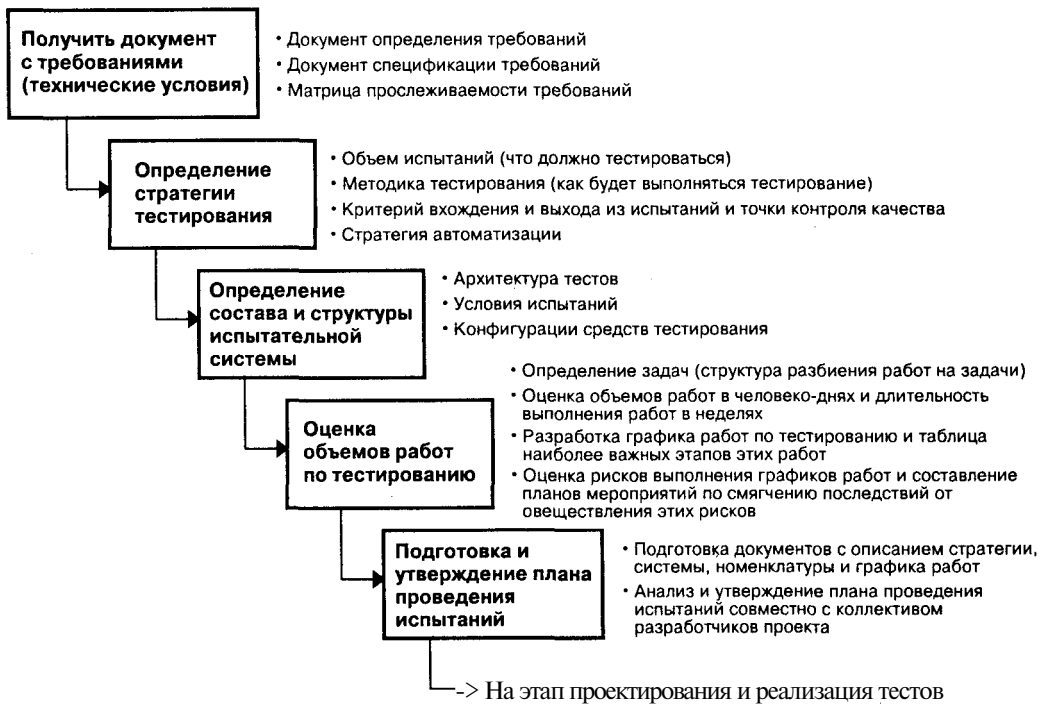 Получить документ
с требованиями
(технические условия)
• Документ определения требований
• Документ спецификации требований
• Матрица прослеживаемости требований
Определение
стратегии
тестирования
• Объем испытаний (что должно тестироваться)
• Методика тестирования (как будет выполняться тестирование)
• Критерий вхождения и выхода из испытаний и точки контроля качества
• Стратегия автоматизации
Определение
состава и структуры
испытательной
системы
• Архитектура тестов
• Условия испытаний
• Конфигурации средств тестирования
Оценка
объемов работ
по тестированию
• Определение задач (структура разбиения работ на задачи)
• Оценка объемов работ в человеко-днях и длительность
выполнения работ в неделях
• Разработка графика работ по тестированию и таблица
наиболее важных этапов этих работ
• Оценка рисков выполнения графиков работ и составление
планов мероприятий по смягчению последствий от
овеществления этих рисков
Подготовка и
утверждение плана
проведения
испытаний
• Подготовка документов с описанием стратегии,
системы, номенклатуры и графика работ
• Анализ и утверждение плана проведения
испытаний совместно с коллективом
разработчиков проекта
-> На этап проектирования и реализация тестов